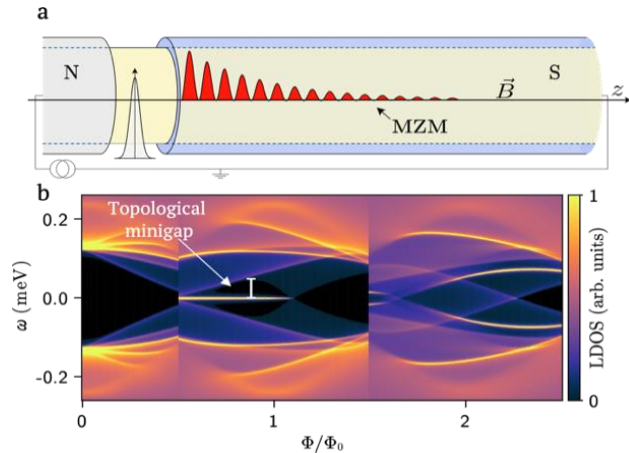 a
N
S
B
z
MZM
b
Topological
minigap
ω (meV)
0.2
0.0
-0.2
0
1
2
Φ/Φ₀
1
0
LDOS (arb. units)